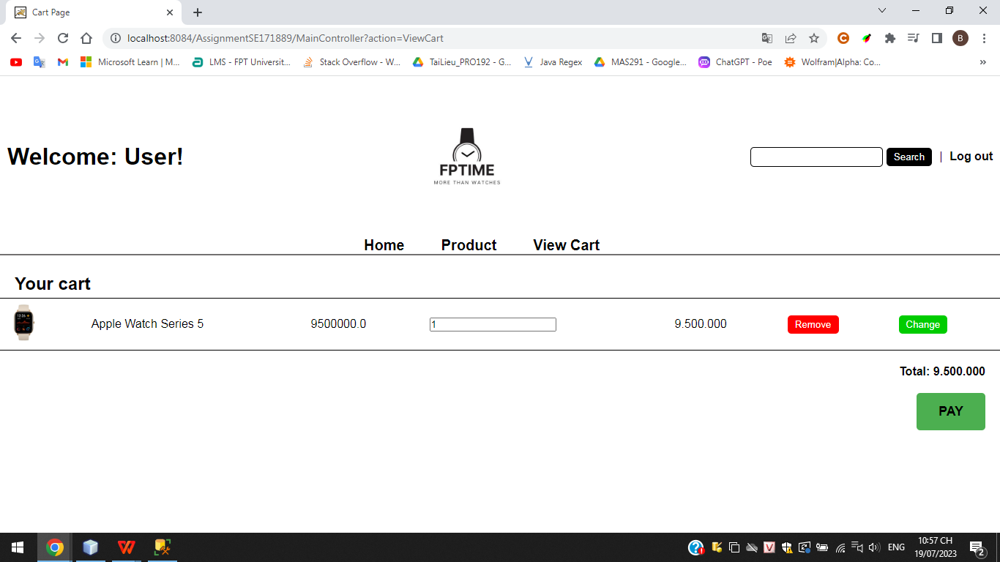 Cart Page
localhost:8084/AssignmentSE171889/MainController?action=ViewCart
B
Microsoft Learn | M... LMS - FPT Universit... Stack Overflow - W... TaiLieu_PRO192 - G... Java Regex MAS291 - Google... ChatGPT - Poe Wolfram|Alpha: Co... »
Welcome: User!
FPTIME
MORE THAN WATCHES
Search | Log out
Home Product View Cart
Your cart
Apple Watch Series 5 9500000.0 1 9.500.000 Remove Change
Total: 9.500.000
PAY
ENG 10:57 CH
19/07/2023 2